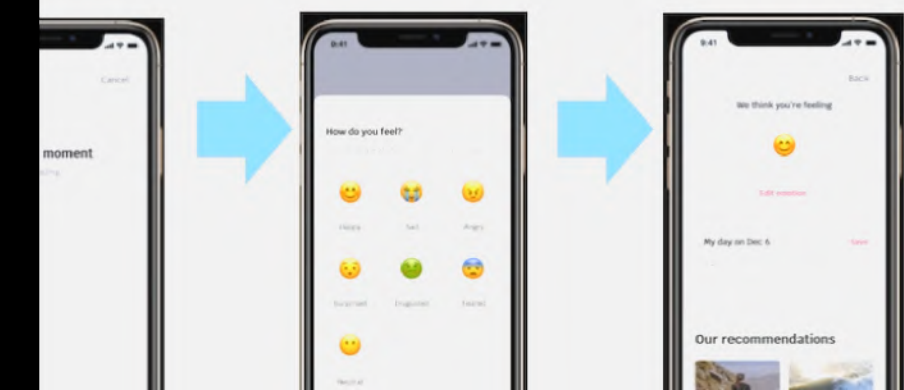 Cancel
moment
9:41
How do you feel?
Happy
Sad
Angry
Surprised
Disgusted
Feared
Neutral
9:41
Back
We think you're feeling
Edit emotion
My day on Dec 6
Save
Our recommendations